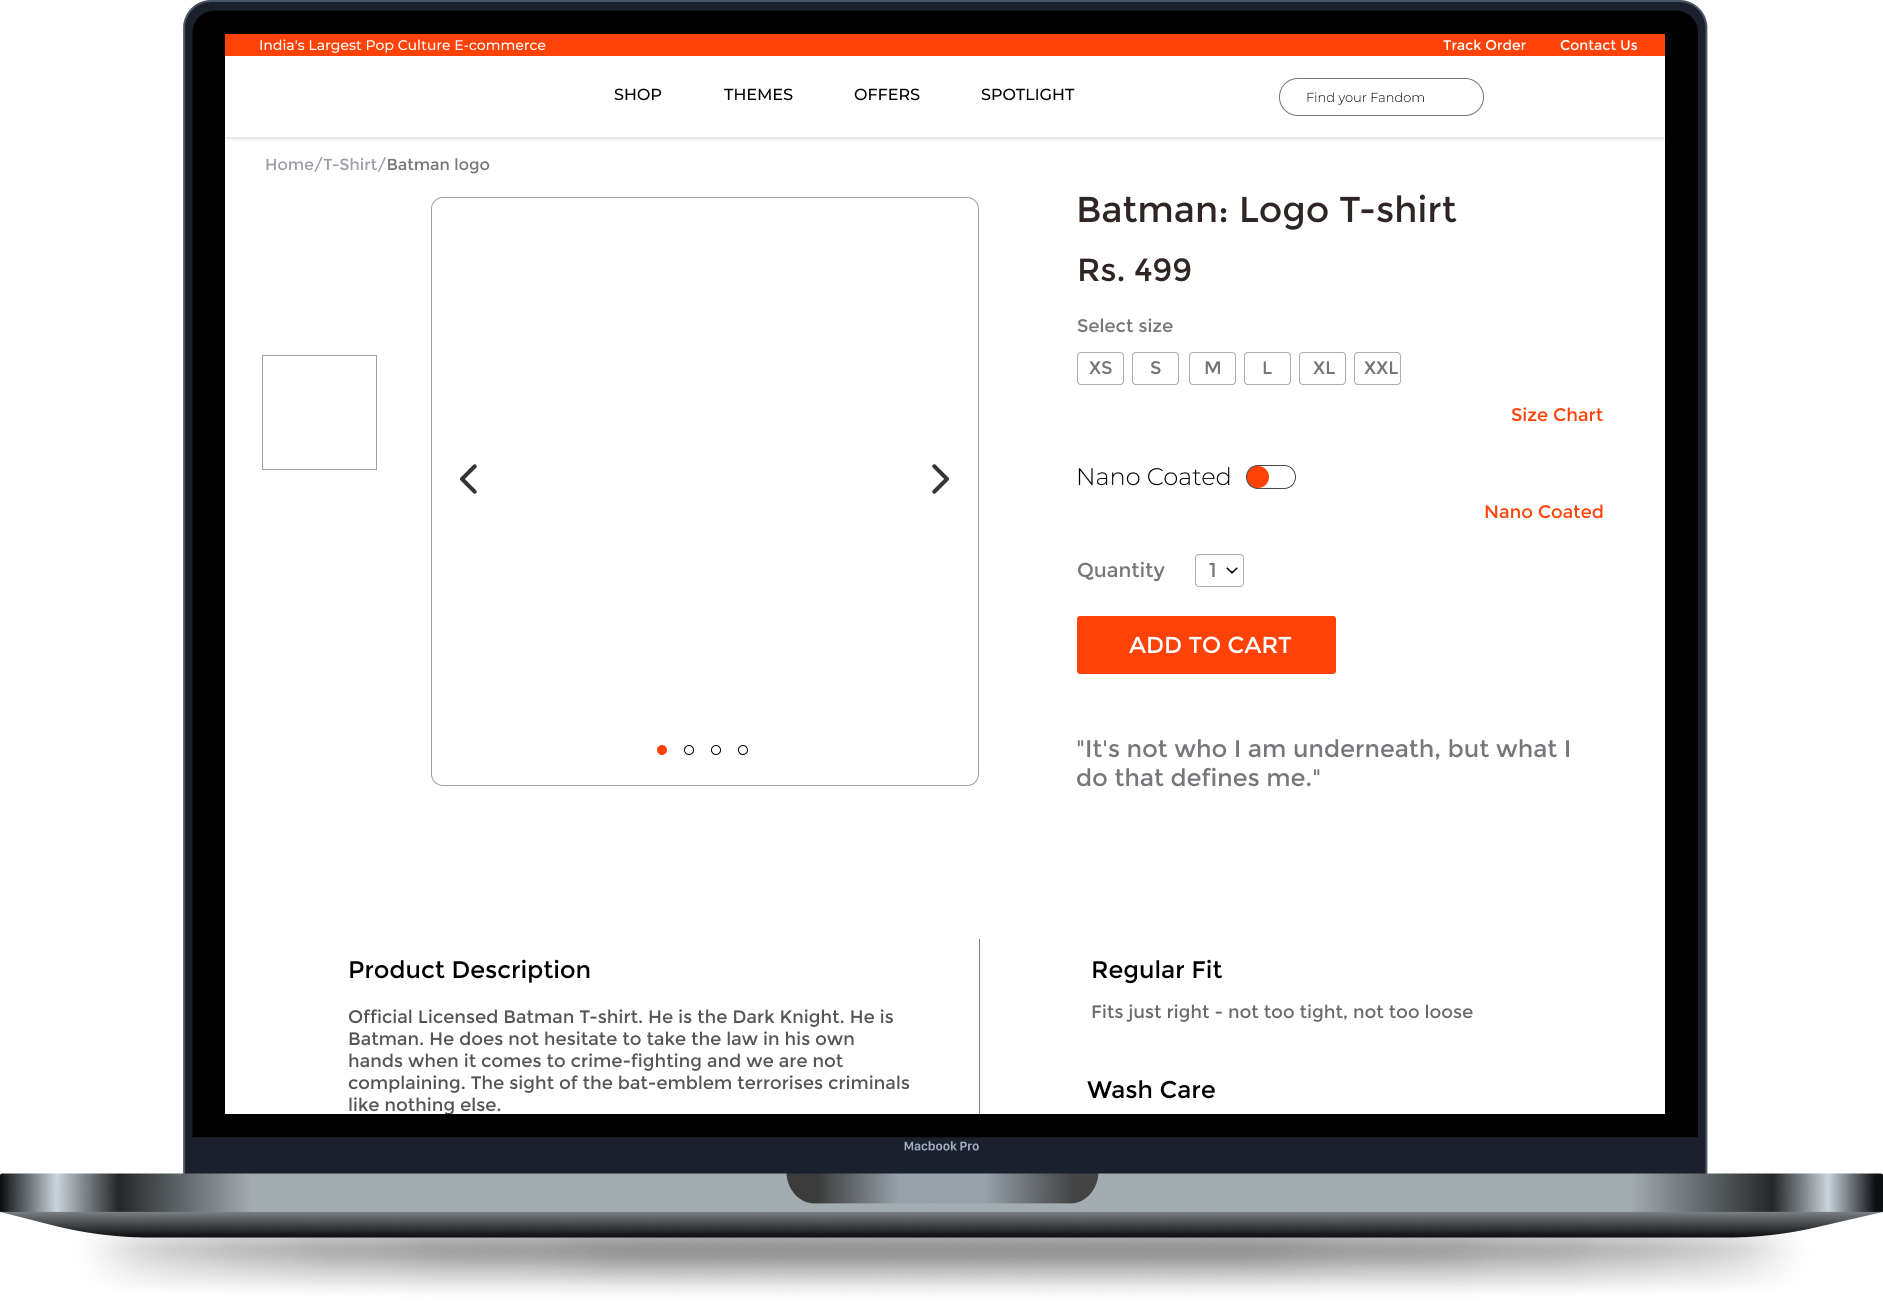 India's Largest Pop Culture E-commerce
Track Order
Contact Us
SHOP
THEMES
OFFERS
SPOTLIGHT
Find your Fandom
Home/T-Shirt/Batman logo
Batman: Logo T-shirt
Rs. 499
Select size
XS
S
M
L
XL
XXL
Size Chart
Nano Coated
Nano Coated
Quantity
1
ADD TO CART
"It's not who I am underneath, but what I
do that defines me."
Product Description
Official Licensed Batman T-shirt. He is the Dark Knight. He is
Batman. He does not hesitate to take the law in his own
hands when it comes to crime-fighting and we are not
complaining. The sight of the bat-emblem terrorises criminals
like nothing else.
Regular Fit
Fits just right - not too tight, not too loose
Wash Care
Macbook Pro